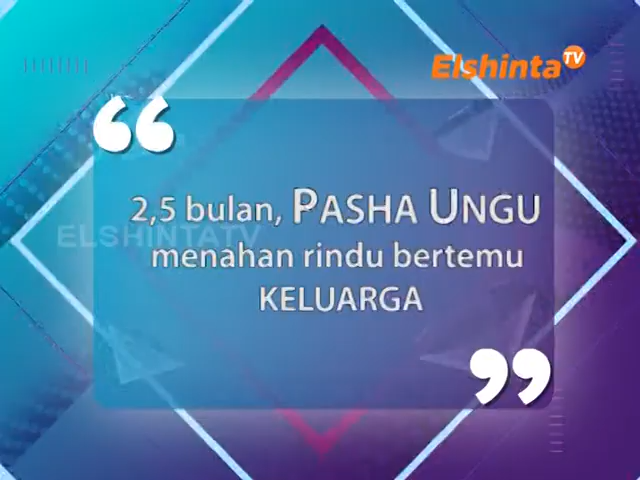 Elshinta TV
2,5 bulan, PASHA UNGU
ELSHINTATV
menahan rindu bertemu
KELUARGA